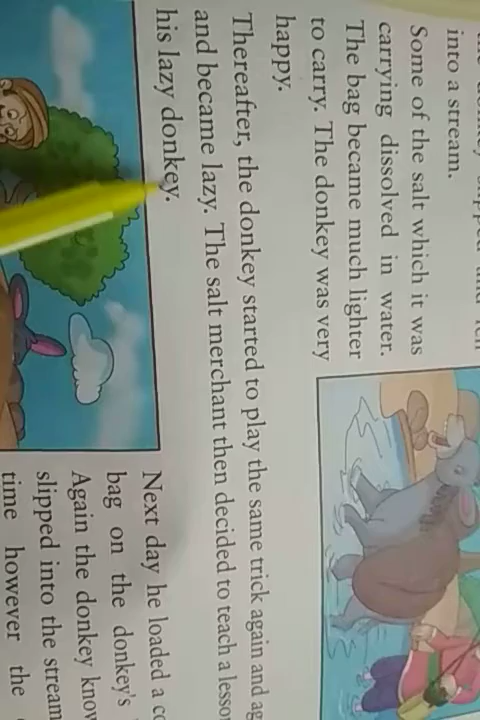 into a stream.
Some of the salt which it was
carrying dissolved in water.
The bag became much lighter
to carry. The donkey was very
happy.
Thereafter, the donkey started to play the same trick again and
and became lazy. The salt merchant then decided to teach a
his lazy donkey.
Next day he loaded a
bag on the donkey's
Again the donkey
slipped into the stream
time however the